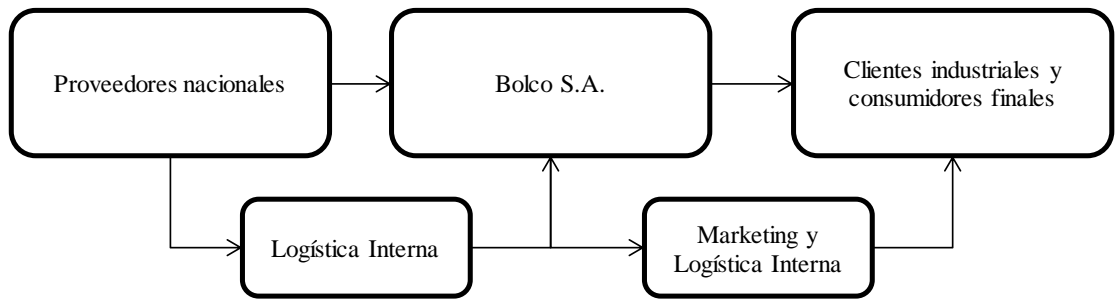 Proveedores nacionales
Bolco S.A.
Clientes industriales y
consumidores finales
Logística Interna
Marketing y
Logística Interna